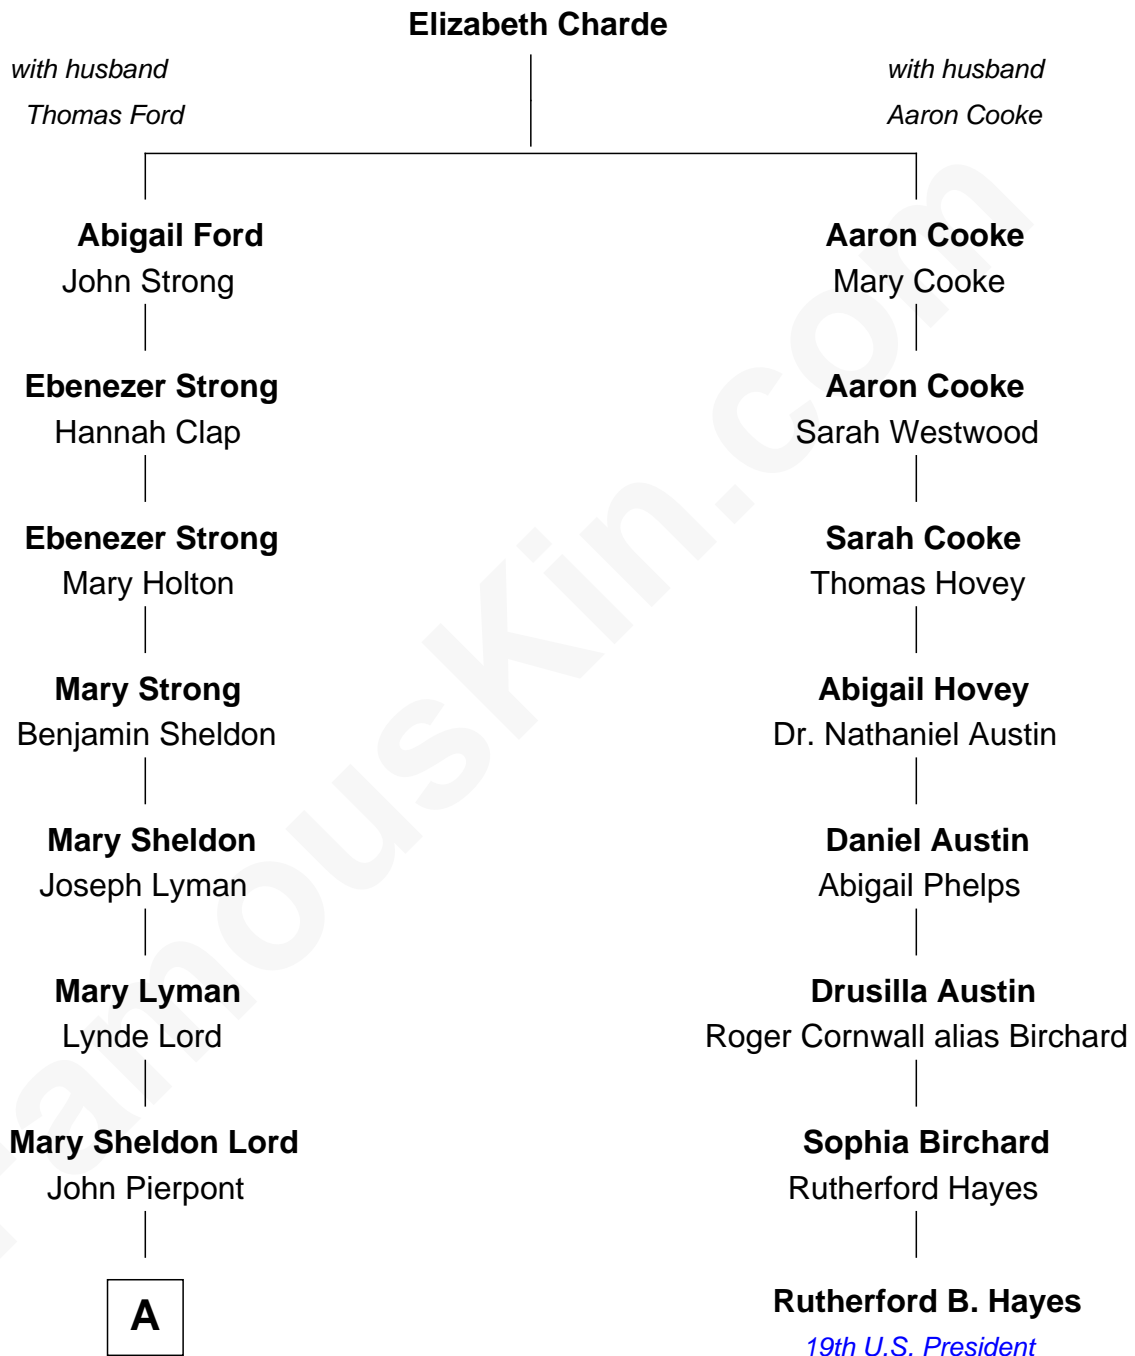 Elizabeth Charde
with husband
Thomas Ford
with husband
Aaron Cooke
Abigail Ford
John Strong
Aaron Cooke
Mary Cooke
Ebenezer Strong
Hannah Clap
Aaron Cooke
Sarah Westwood
Ebenezer Strong
Mary Holton
Sarah Cooke
Thomas Hovey
Mary Strong
Benjamin Sheldon
Abigail Hovey
Dr. Nathaniel Austin
Mary Sheldon
Joseph Lyman
Daniel Austin
Abigail Phelps
Mary Lyman
Lynde Lord
Drusilla Austin
Roger Cornwall alias Birchard
Mary Sheldon Lord
John Pierpont
Sophia Birchard
Rutherford Hayes
A
Rutherford B. Hayes
19th U.S. President
FamousKin.com